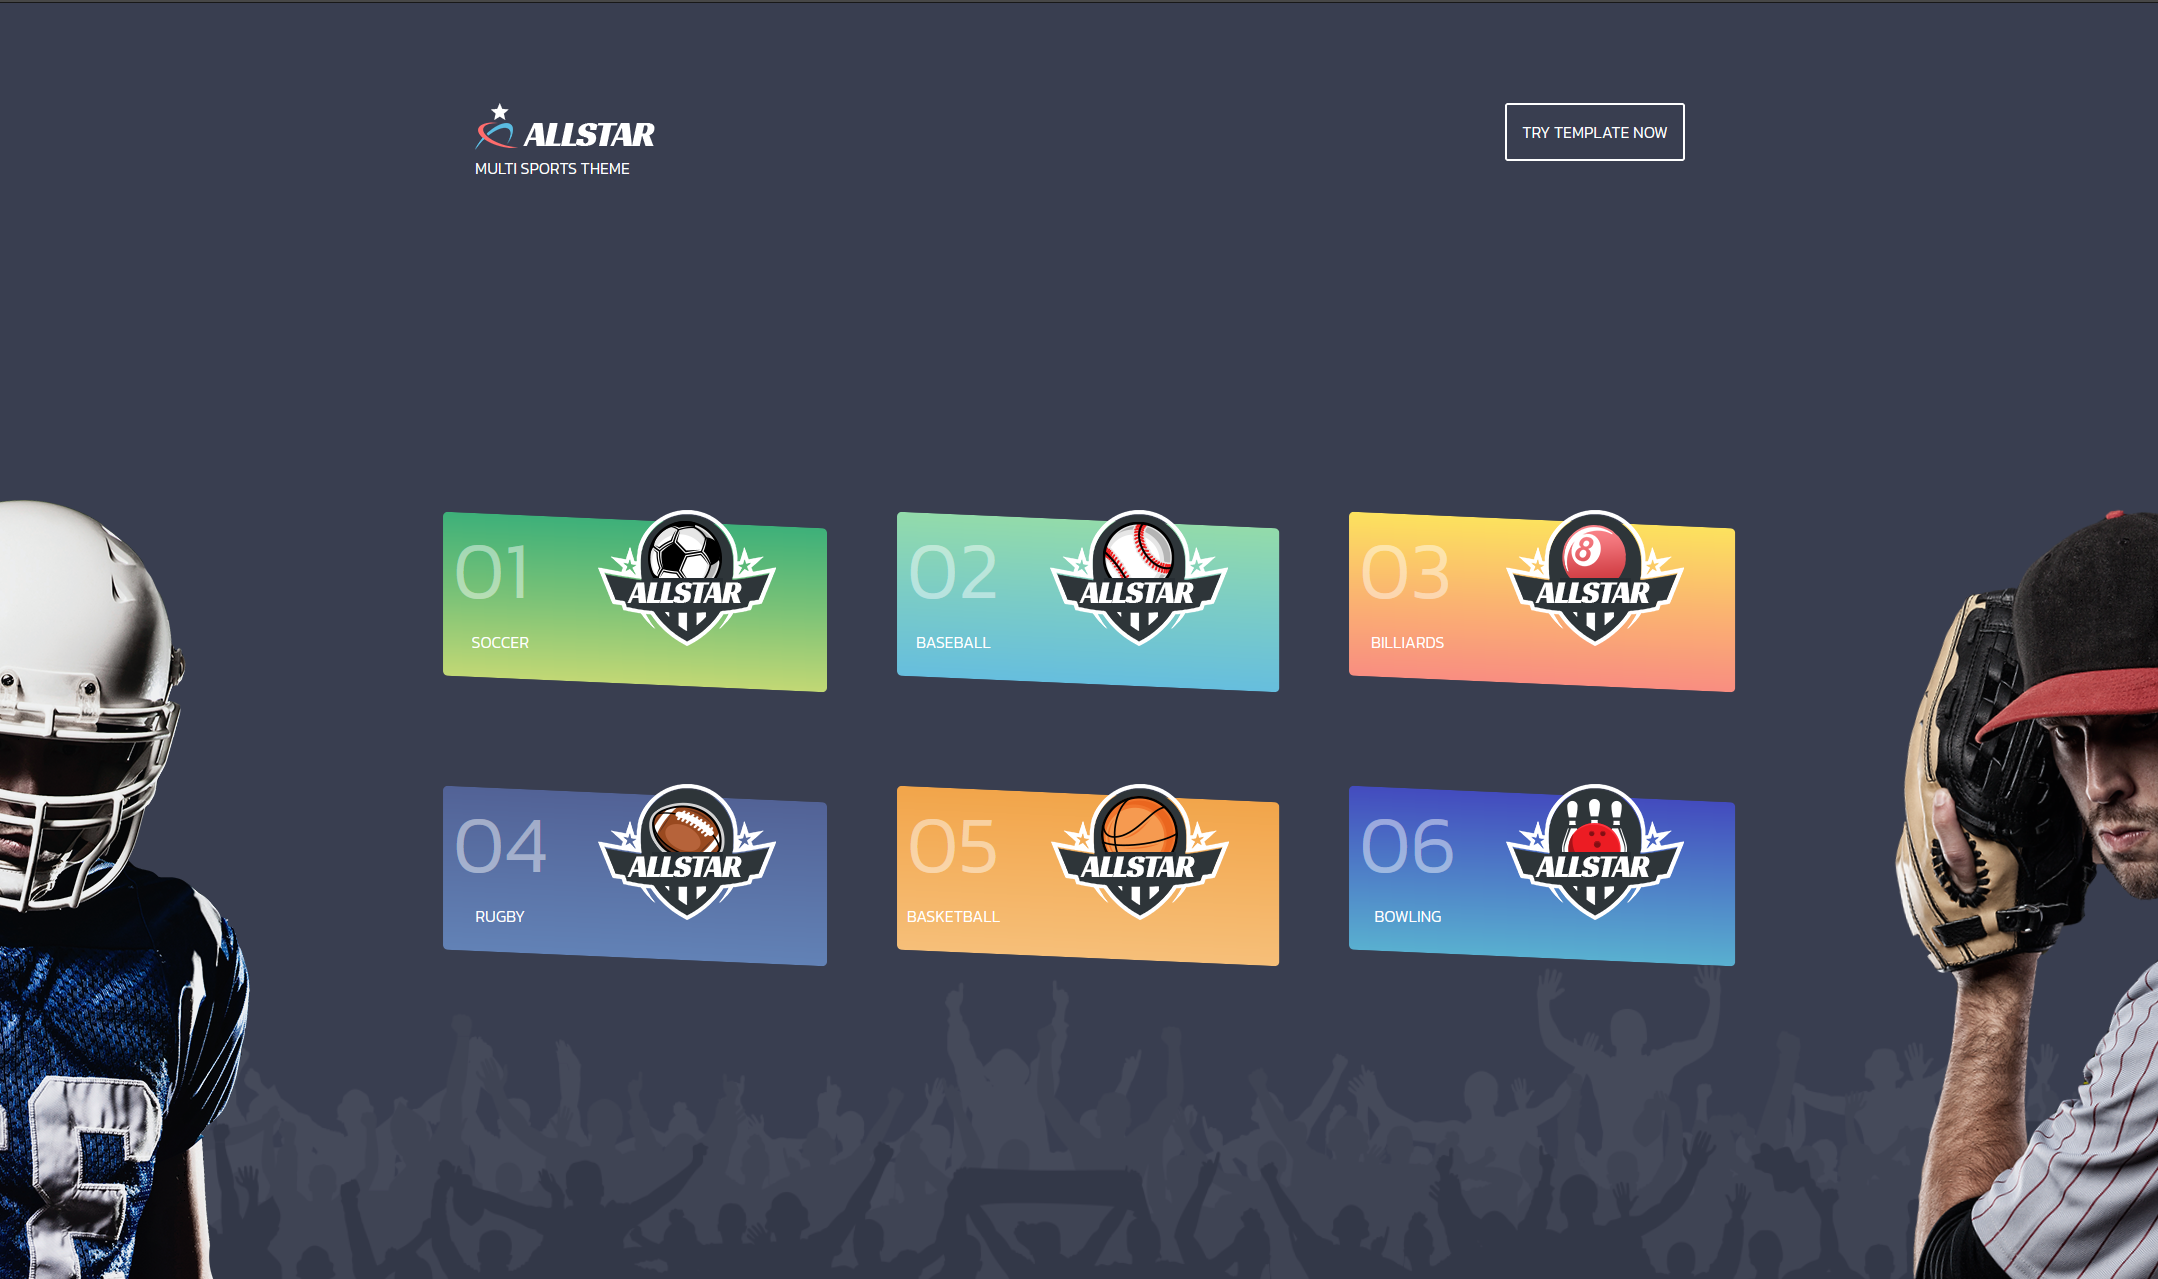 ALLSTAR
MULTI SPORTS THEME
TRY TEMPLATE NOW
01
ALLSTAR
SOCCER
02
ALLSTAR
BASEBALL
03
8
ALLSTAR
BILLIARDS
04
ALLSTAR
RUGBY
05
ALLSTAR
BASKETBALL
06
ALLSTAR
BOWLING